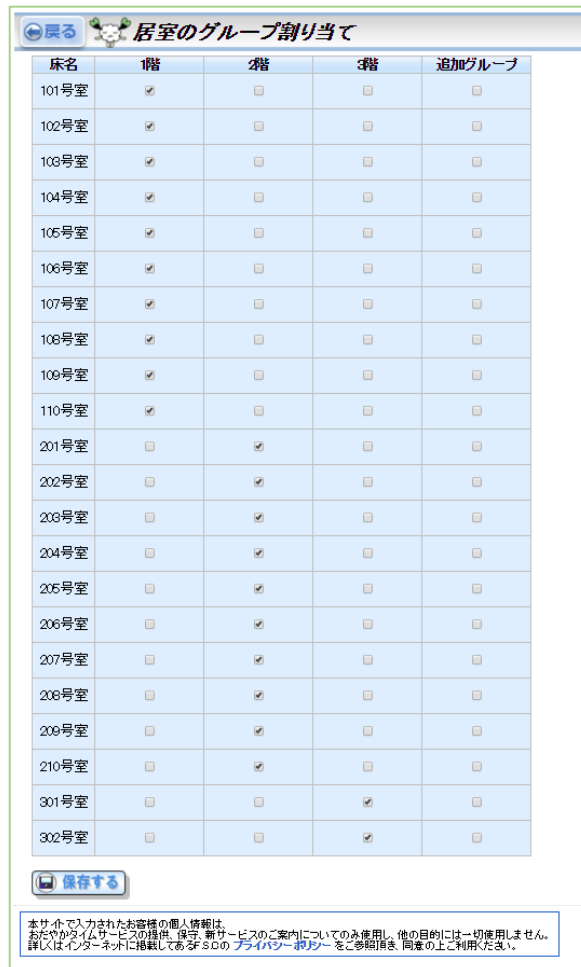 戻る 居室のグループ割り当て
床名 1階 2階 3階 追加グループ
101号室
102号室
103号室
104号室
105号室
106号室
107号室
108号室
109号室
110号室
201号室
202号室
203号室
204号室
205号室
206号室
207号室
208号室
209号室
210号室
301号室
302号室
保存する
本サイトで入力されたお客様の個人情報は、
おだやかタイムサービスの提供、保守、新サービスのご案内についてのみ使用し、他の目的には一切使用しません。
詳しくはインターネットに掲載してあるF.S.C.の プライバシーポリシー をご参照頂き、同意の上ご利用ください。